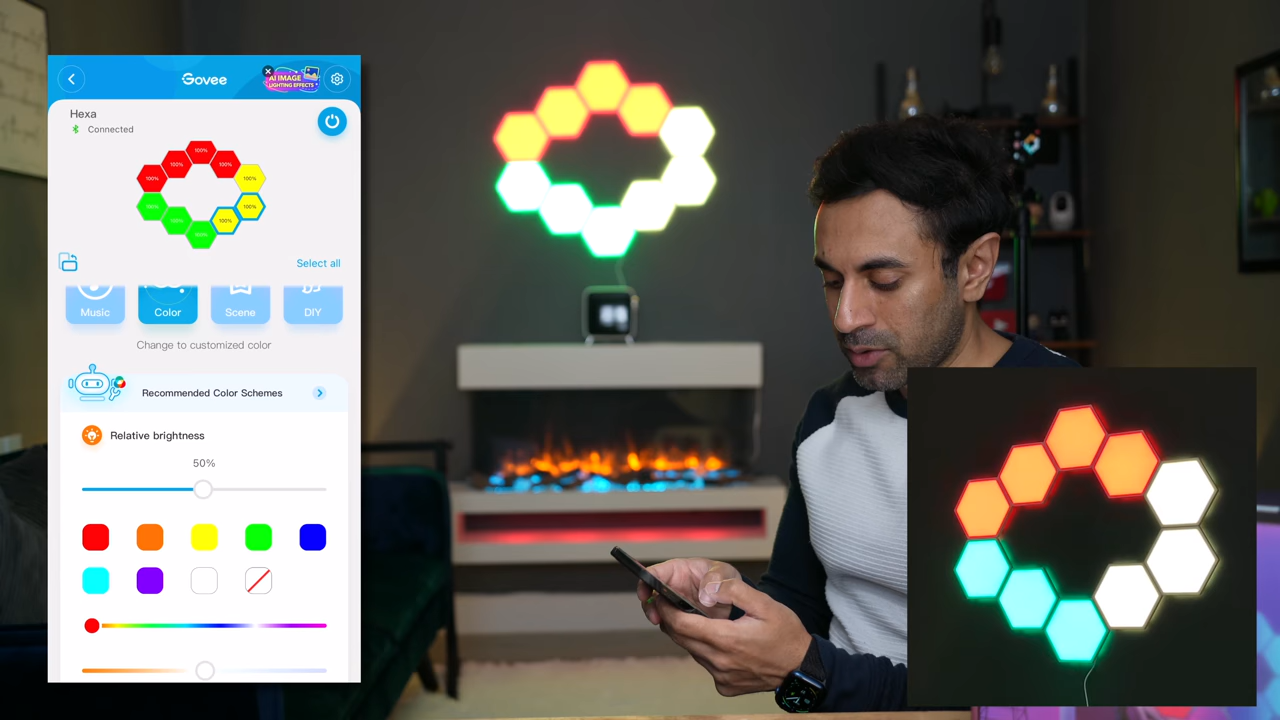 Govee
AI IMAGE
LIGHTING EFFECTS
Hexa
Connected
100%
100%
100%
100%
100%
100%
100%
100%
100%
100%
Select all
Music
Color
Scene
DIY
Change to customized color
Recommended Color Schemes
Relative brightness
50%